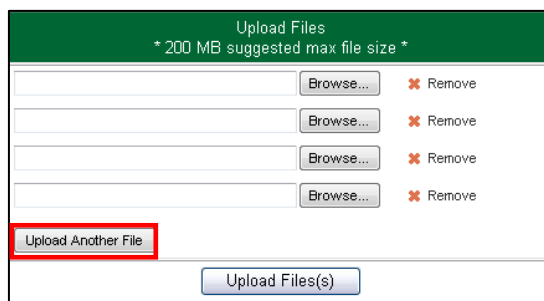 Upload Files
* 200 MB suggested max file size *
Browse... Remove
Browse... Remove
Browse... Remove
Browse... Remove
Upload Another File
Upload Files(s)